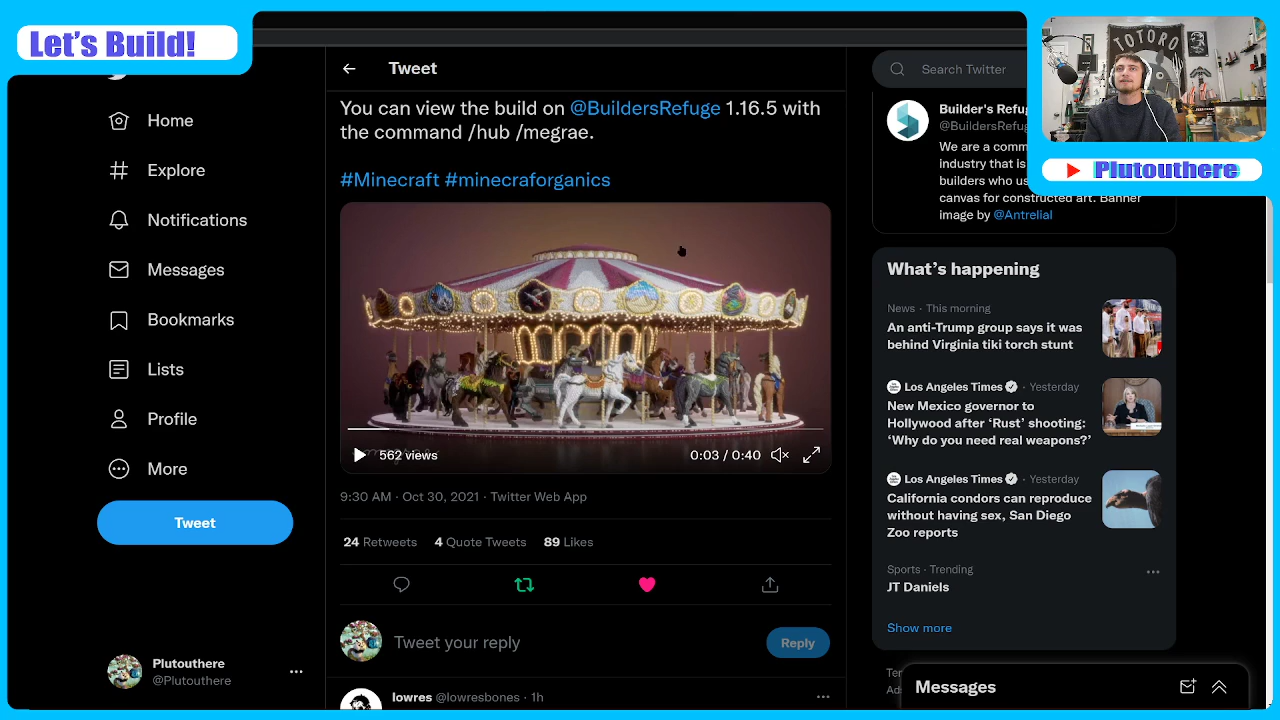 Let's Build!
Home
Explore
Notifications
Messages
Bookmarks
Lists
Profile
More
Tweet
Plutouthere
@Plutouthere
Tweet
You can view the build on @BuildersRefuge 1.16.5 with
the command /hub /megrae.
#Minecraft #minecraforganics
562 views
0:03 / 0:40
9:30 AM · Oct 30, 2021 · Twitter Web App
24 Retweets 4 Quote Tweets 89 Likes
Tweet your reply
Reply
lowres @lowresbones · 1h
Search Twitter
TOTORO
Plutouthere
Builder's Refu
@BuildersRefu
We are a comm
industry that is
builders who us
canvas for constructed art. Banner
image by @Antrelial
What's happening
News · This morning
An anti-Trump group says it was
behind Virginia tiki torch stunt
Los Angeles Times · Yesterday
New Mexico governor to
Hollywood after 'Rust' shooting:
'Why do you need real weapons?'
Los Angeles Times · Yesterday
California condors can reproduce
without having sex, San Diego
Zoo reports
Sports · Trending
JT Daniels
Show more
Messages